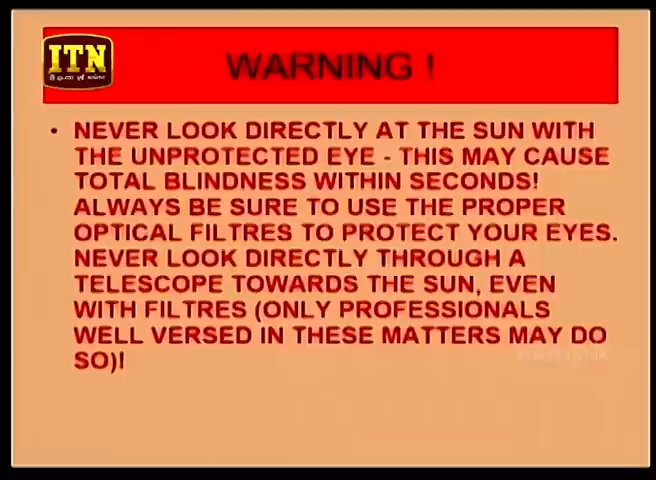 ITN
WARNING !
• NEVER LOOK DIRECTLY AT THE SUN WITH
THE UNPROTECTED EYE - THIS MAY CAUSE
TOTAL BLINDNESS WITHIN SECONDS!
ALWAYS BE SURE TO USE THE PROPER
OPTICAL FILTRES TO PROTECT YOUR EYES.
NEVER LOOK DIRECTLY THROUGH A
TELESCOPE TOWARDS THE SUN, EVEN
WITH FILTRES (ONLY PROFESSIONALS
WELL VERSED IN THESE MATTERS MAY DO
SO)!